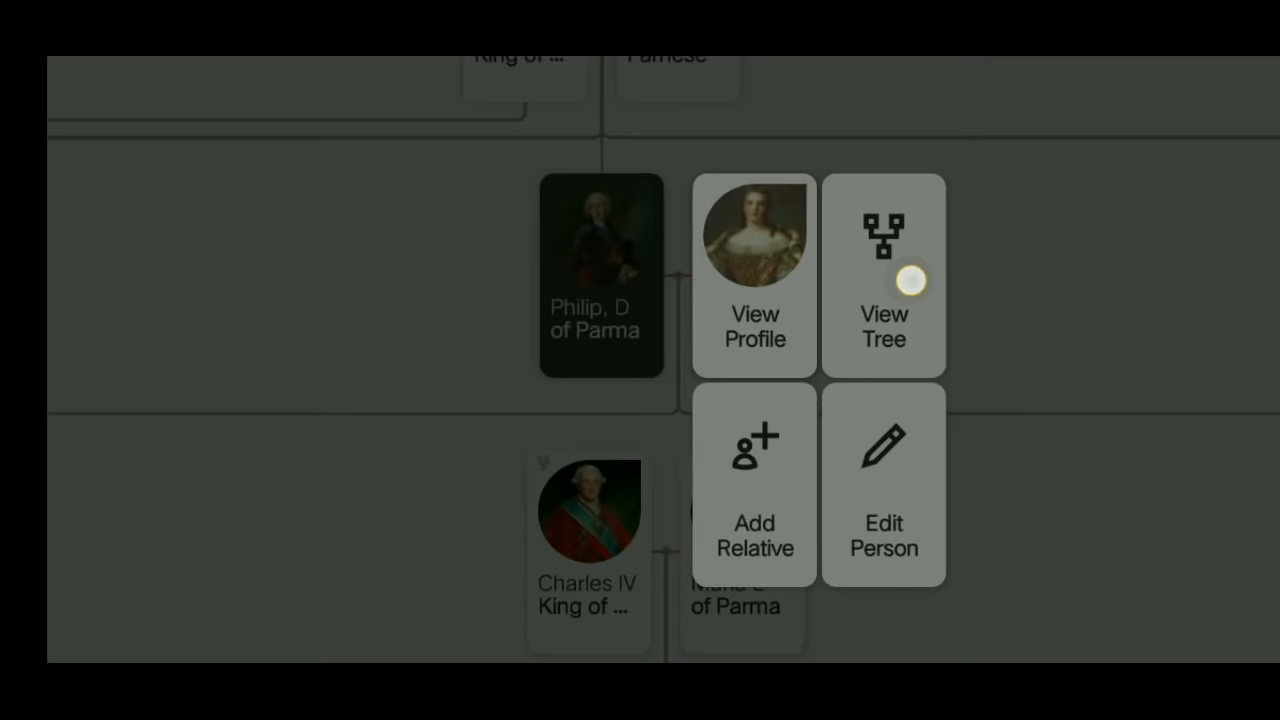 King of ...
Farnese
Philip, D
of Parma
View
Profile
View
Tree
Add
Relative
Edit
Person
Charles IV
King of ...
of Parma